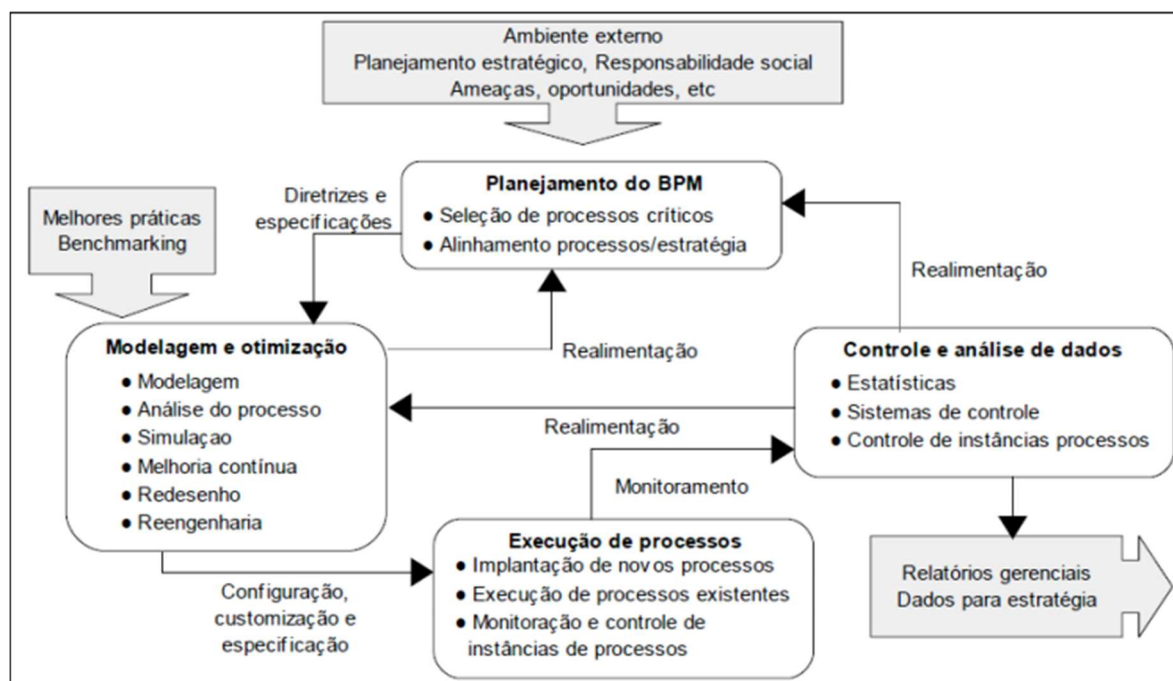 Ambiente externo
Planejamento estratégico, Responsabilidade social
Ameaças, oportunidades, etc
Planejamento do BPM
● Seleção de processos críticos
● Alinhamento processos/estratégia
Diretrizes e
especificações
Melhores práticas
Benchmarking
Realimentação
Modelagem e otimização
● Modelagem
● Análise do processo
● Simulaçao
● Melhoria contínua
● Redesenho
● Reengenharia
Realimentação
Controle e análise de dados
● Estatísticas
● Sistemas de controle
● Controle de instâncias processos
Realimentação
Monitoramento
Execução de processos
● Implantação de novos processos
● Execução de processos existentes
● Monitoração e controle de
instâncias de processos
Configuração,
customização e
especificação
Relatórios gerenciais
Dados para estratégia